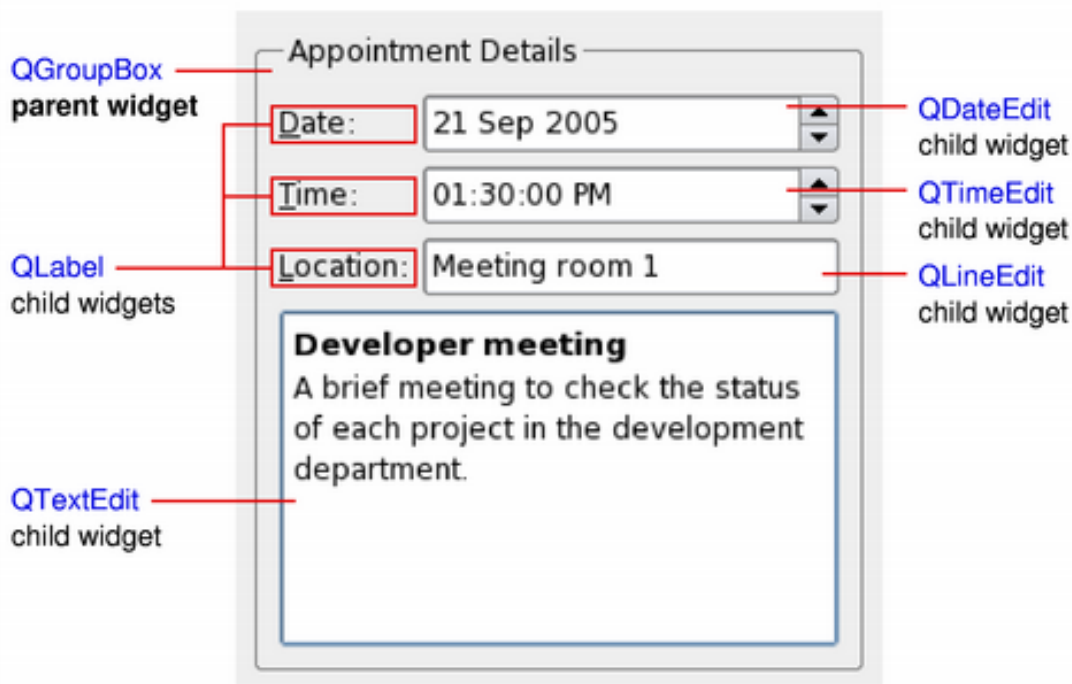 Appointment Details
QGroupBox
parent widget
Date: 21 Sep 2005
QDateEdit
child widget
Time: 01:30:00 PM
QTimeEdit
child widget
QLabel
child widgets
Location: Meeting room 1
QLineEdit
child widget
Developer meeting
A brief meeting to check the status
of each project in the development
department.
QTextEdit
child widget